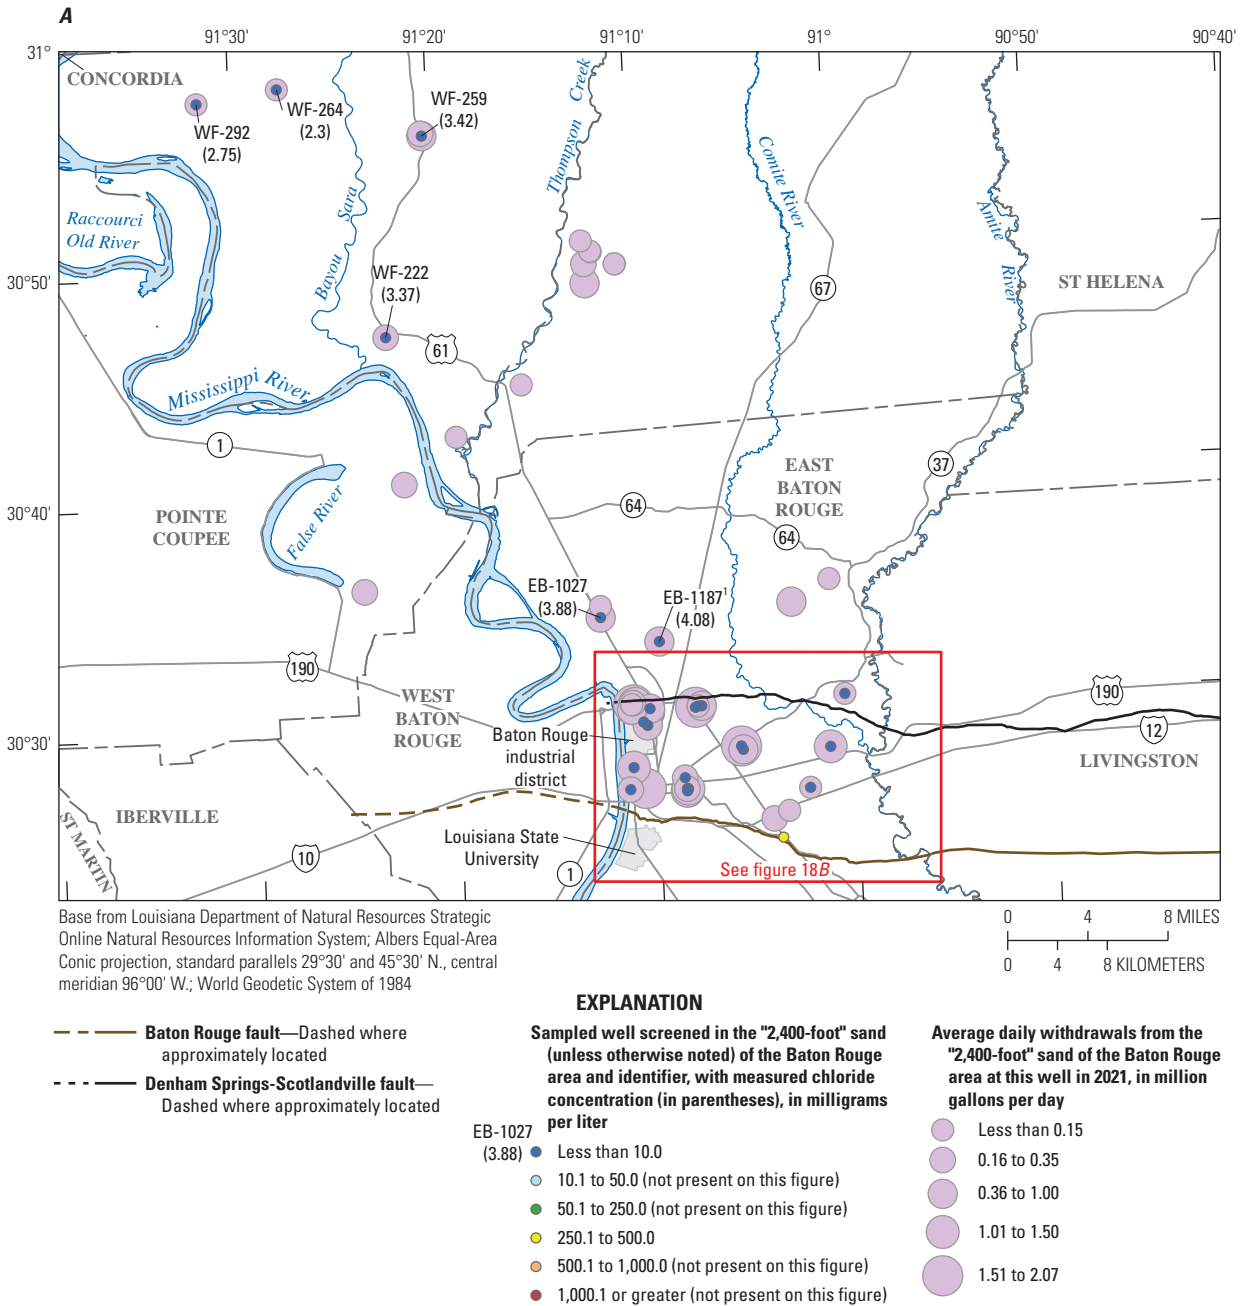 A
91°30'
91°20'
91°10'
91°
90°50'
90°40'
31°
CONCORDIA
WF-292
(2.75)
WF-264
(2.3)
WF-259
(3.42)
Thompson Creek
Comite River
Amite River
Raccourci
Old River
Bayou Sara
WF-222
(3.37)
30°50'
67
ST HELENA
61
Mississippi River
1
37
EAST
BATON
ROUGE
30°40'
64
64
POINTE
COUPEE
False River
EB-1027
(3.88)
EB-1187¹
(4.08)
190
WEST
BATON
ROUGE
190
30°30'
Baton Rouge
industrial
district
12
LIVINGSTON
IBERVILLE
ST MARTIN
10
Louisiana State
University
1
See figure 18B
Base from Louisiana Department of Natural Resources Strategic
Online Natural Resources Information System; Albers Equal-Area
Conic projection, standard parallels 29°30' and 45°30' N., central
meridian 96°00' W.; World Geodetic System of 1984
0 4 8 MILES
0 4 8 KILOMETERS
EXPLANATION
Baton Rouge fault—Dashed where
approximately located
Denham Springs-Scotlandville fault—
Dashed where approximately located
Sampled well screened in the "2,400-foot" sand
(unless otherwise noted) of the Baton Rouge
area and identifier, with measured chloride
concentration (in parentheses), in milligrams
per liter
EB-1027
(3.88)
Less than 10.0
10.1 to 50.0 (not present on this figure)
50.1 to 250.0 (not present on this figure)
250.1 to 500.0
500.1 to 1,000.0 (not present on this figure)
1,000.1 or greater (not present on this figure)
Average daily withdrawals from the
"2,400-foot" sand of the Baton Rouge
area at this well in 2021, in million
gallons per day
Less than 0.15
0.16 to 0.35
0.36 to 1.00
1.01 to 1.50
1.51 to 2.07